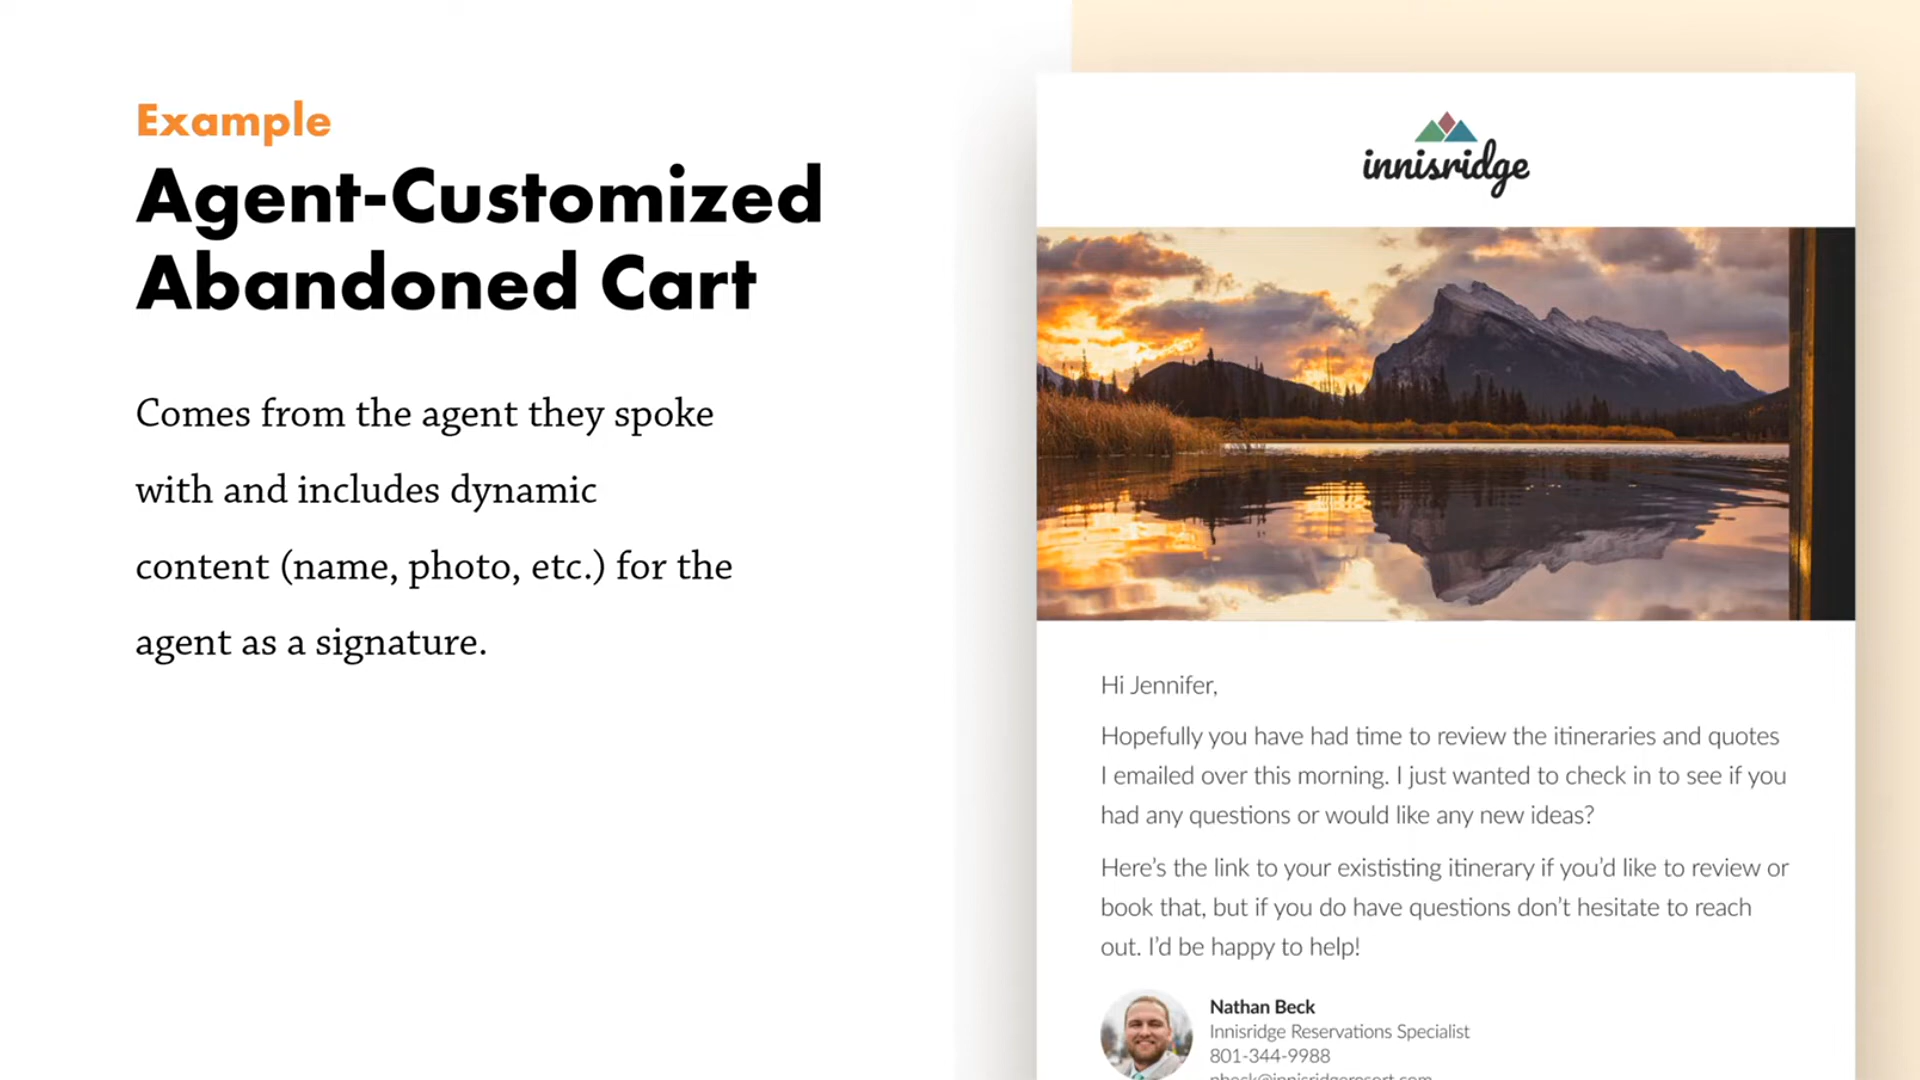 Example
Agent-Customized
Abandoned Cart
Comes from the agent they spoke
with and includes dynamic
content (name, photo, etc.) for the
agent as a signature.
innisridge
Hi Jennifer,
Hopefully you have had time to review the itineraries and quotes
I emailed over this morning. I just wanted to check in to see if you
had any questions or would like any new ideas?
Here's the link to your exististing itinerary if you'd like to review or
book that, but if you do have questions don't hesitate to reach
out. I'd be happy to help!
Nathan Beck
Innisridge Reservations Specialist
801-344-9988